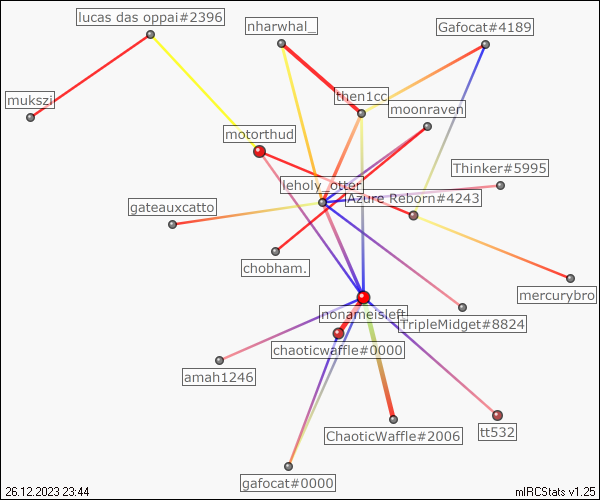 lucas das oppai#2396
nharwhal_
Gafocat#4189
mukszi
then1cc
moonraven
motorthud
Thinker#5995
leholy_otter
Azure Reborn#4243
gateauxcatto
chobham.
mercurybro
nonameisleft
TripleMidget#8824
chaoticwaffle#0000
amah1246
ChaoticWaffle#2006
tt532
gafocat#0000
26.12.2023 23:44
mIRCStats v1.25